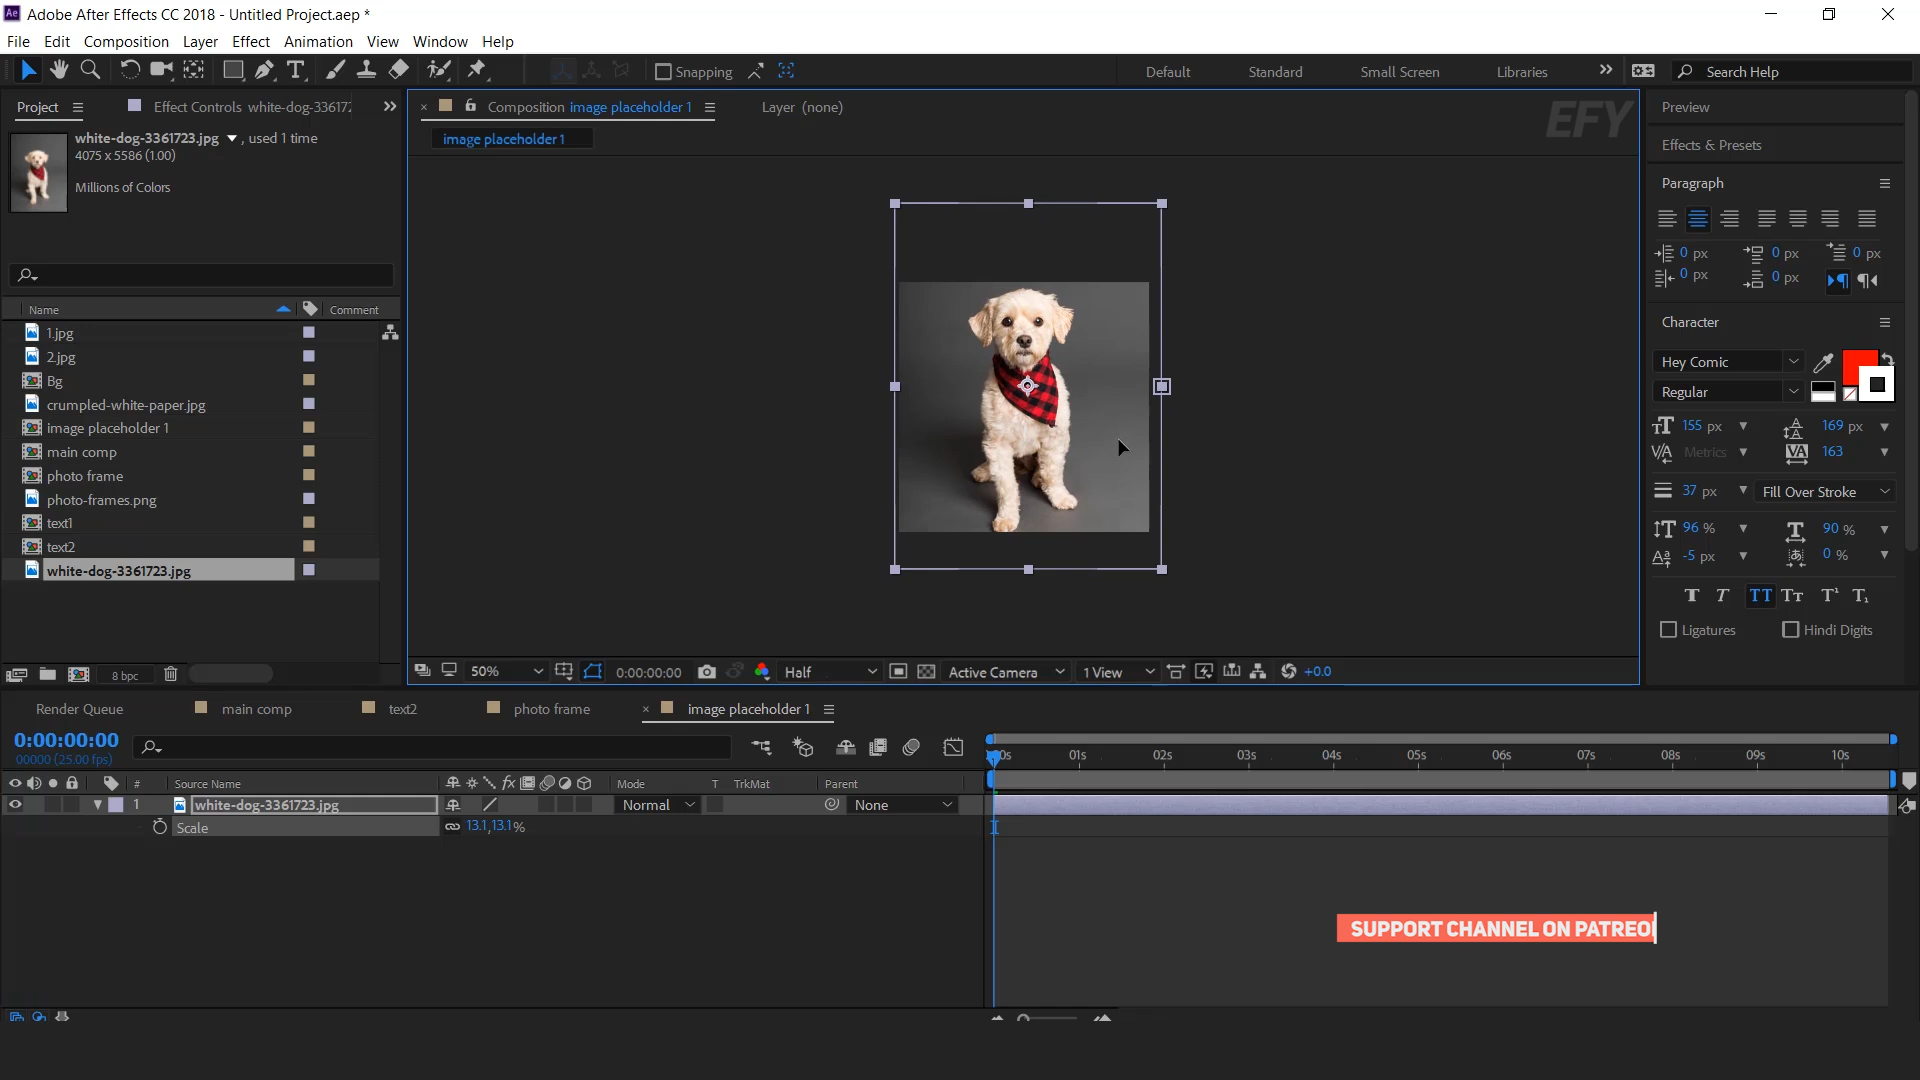 Adobe After Effects CC 2018 - Untitled Project.aep *
File Edit Composition Layer Effect Animation View Window Help
Snapping
Default Standard Small Screen Libraries Search Help
Project Effect Controls white-dog-33617
Composition image placeholder 1 Layer (none)
EFY
Preview
image placeholder 1
white-dog-3361723.jpg , used 1 time
4075 x 5586 (1.00)
Millions of Colors
Effects & Presets
Paragraph
0 px 0 px 0 px
0 px 0 px
Name Comment
1.jpg
2.jpg
Bg
crumpled-white-paper.jpg
image placeholder 1
main comp
photo frame
photo-frames.png
text1
text2
white-dog-3361723.jpg
8 bpc
Character
Hey Comic
Regular
155 px 169 px
Metrics 163
37 px Fill Over Stroke
96 % 90 %
-5 px 0 %
Ligatures Hindi Digits
50% 0:00:00:00 Half Active Camera 1 View +0.0
Render Queue main comp text2 photo frame image placeholder 1
0:00:00:00
00000 (25.00 fps)
01s 02s 03s 04s 05s 06s 07s 08s 09s 10s
# Source Name Mode T TrkMat Parent
1 white-dog-3361723.jpg Normal None
Scale 13.1,13.1%
SUPPORT CHANNEL ON PATREO